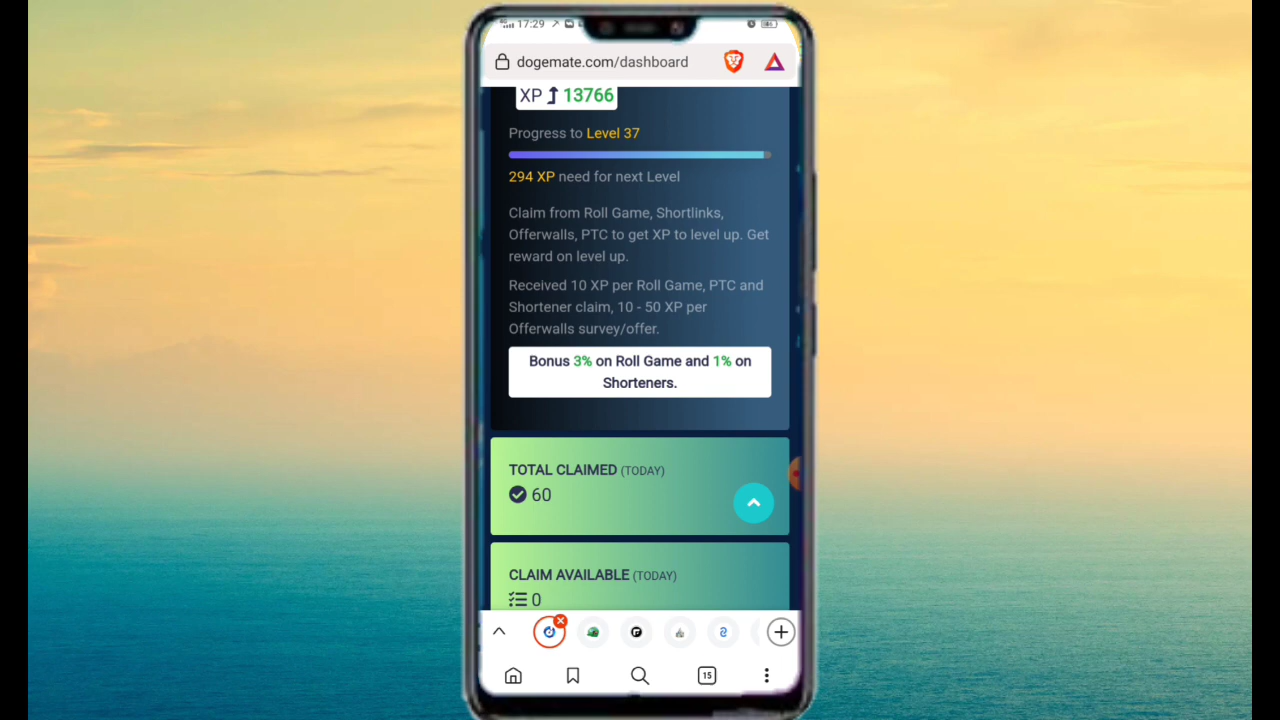 17:29
dogemate.com/dashboard
XP 13766
Progress to Level 37
294 XP need for next Level
Claim from Roll Game, Shortlinks,
Offerwalls, PTC to get XP to level up. Get
reward on level up.
Received 10 XP per Roll Game, PTC and
Shortener claim, 10 - 50 XP per
Offerwalls survey/offer.
Bonus 3% on Roll Game and 1% on
Shorteners.
TOTAL CLAIMED (TODAY)
60
CLAIM AVAILABLE (TODAY)
0
15